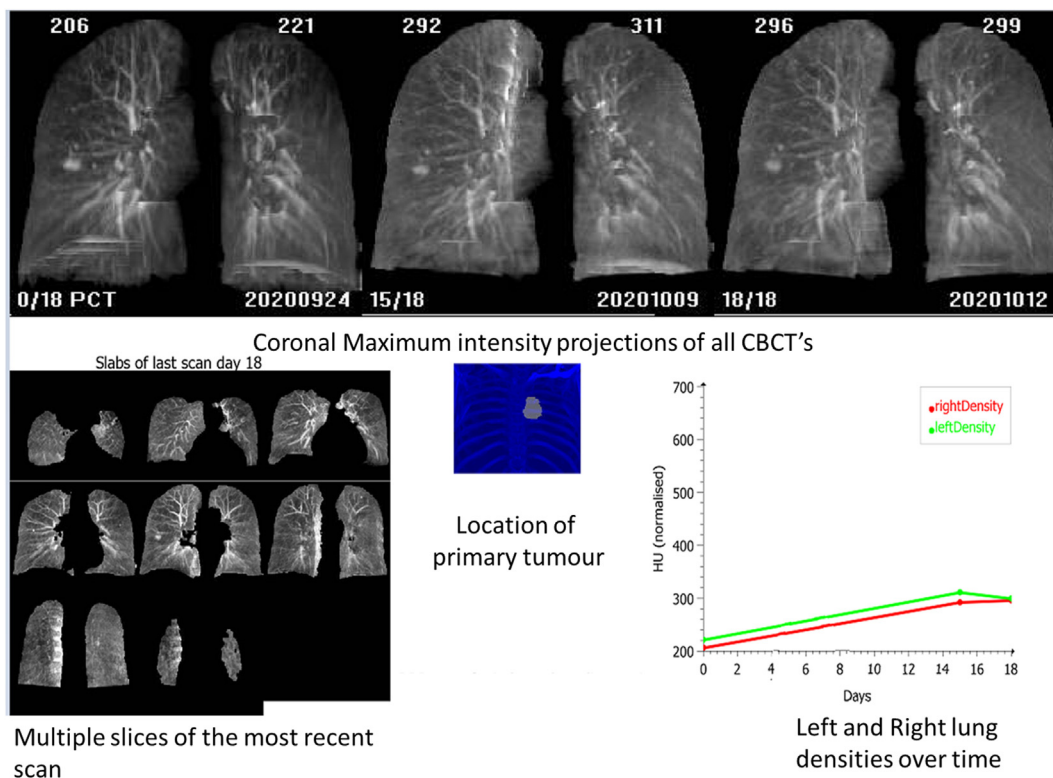 206 221 292 311 296 299
0/18 PCT 20200924 15/18 20201009 18/18 20201012
Coronal Maximum intensity projections of all CBCT's
Slabs of last scan day 18
Location of
primary tumour
700
600
500
400
300
200
HU (normalised)
rightDensity
leftDensity
0 2 4 6 8 10 12 14 16 18
Days
Multiple slices of the most recent
scan
Left and Right lung
densities over time